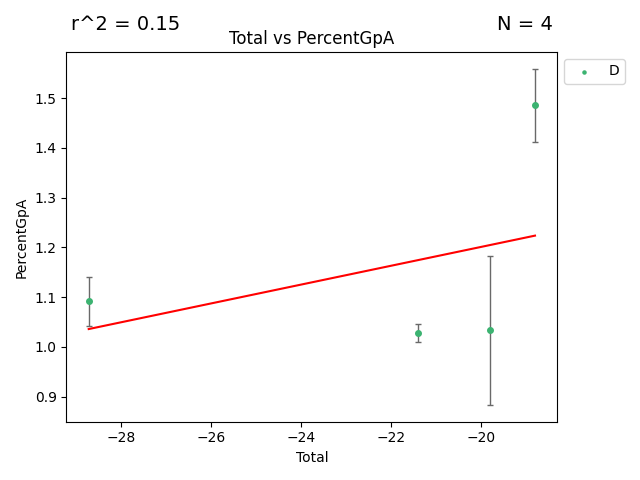 r^2 = 0.15
N = 4
Total vs PercentGpA
D
PercentGpA
1.5
1.4
1.3
1.2
1.1
1.0
0.9
−28
−26
−24
−22
−20
Total